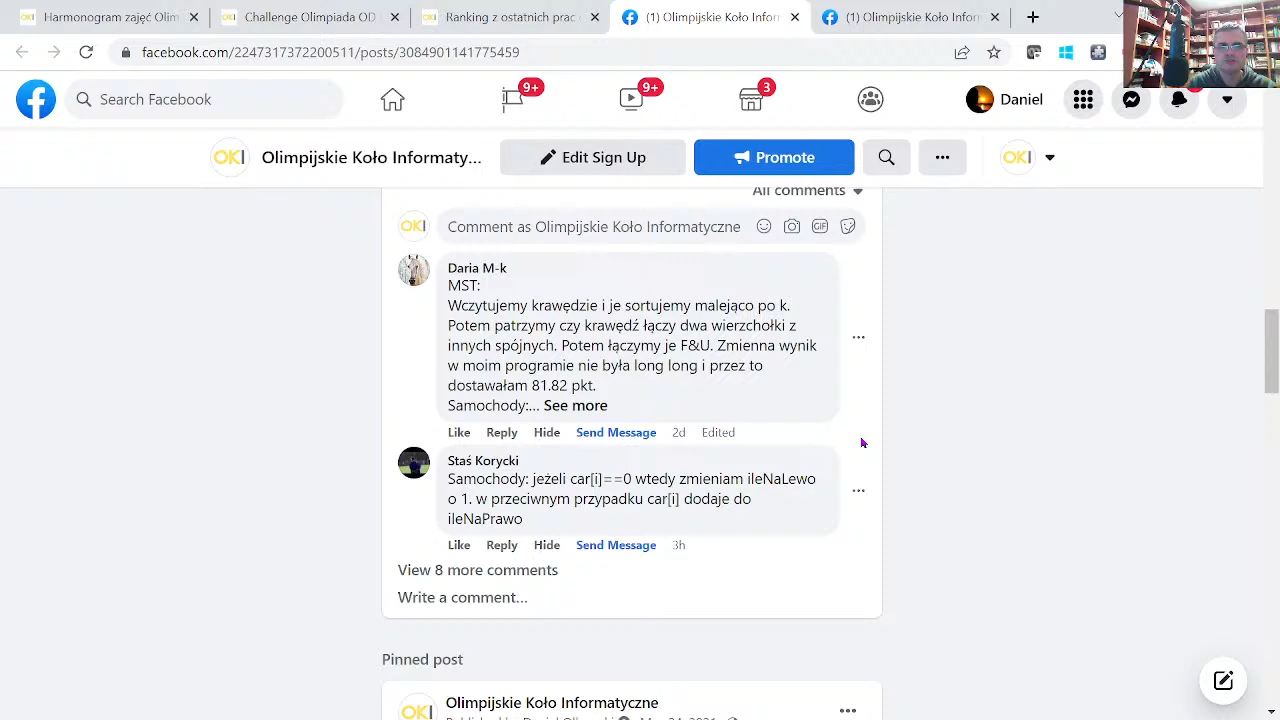 Harmonogram zajęć Olim
Challenge Olimpiada OIJ
Ranking z ostatnich prac
(1) Olimpijskie Koło Infor
(1) Olimpijskie Koło Infor
facebook.com/2247317372200511/posts/3084911141775459
Search Facebook
9+
9+
3
Daniel
OKI
Olimpijskie Koło Informaty...
Edit Sign Up
Promote
OKI
All comments
OKI
Comment as Olimpijskie Koło Informatyczne
GIF
Daria M-k
MST:
Wczytujemy krawędzie i je sortujemy malejąco po k.
Potem patrzymy czy krawędź łączy dwa wierzchołki z
innych spójnych. Potem łączymy je F&U. Zmienna wynik
w moim programie nie była long long i przez to
dostawałam 81.82 pkt.
Samochody:... See more
Like Reply Hide Send Message 2d Edited
Staś Korycki
Samochody: jeżeli car[i]==0 wtedy zmieniam ileNaLewo
o 1. w przeciwnym przypadku car[i] dodaje do
ileNaPrawo
Like Reply Hide Send Message 3h
View 8 more comments
Write a comment...
Pinned post
OKI
Olimpijskie Koło Informatyczne